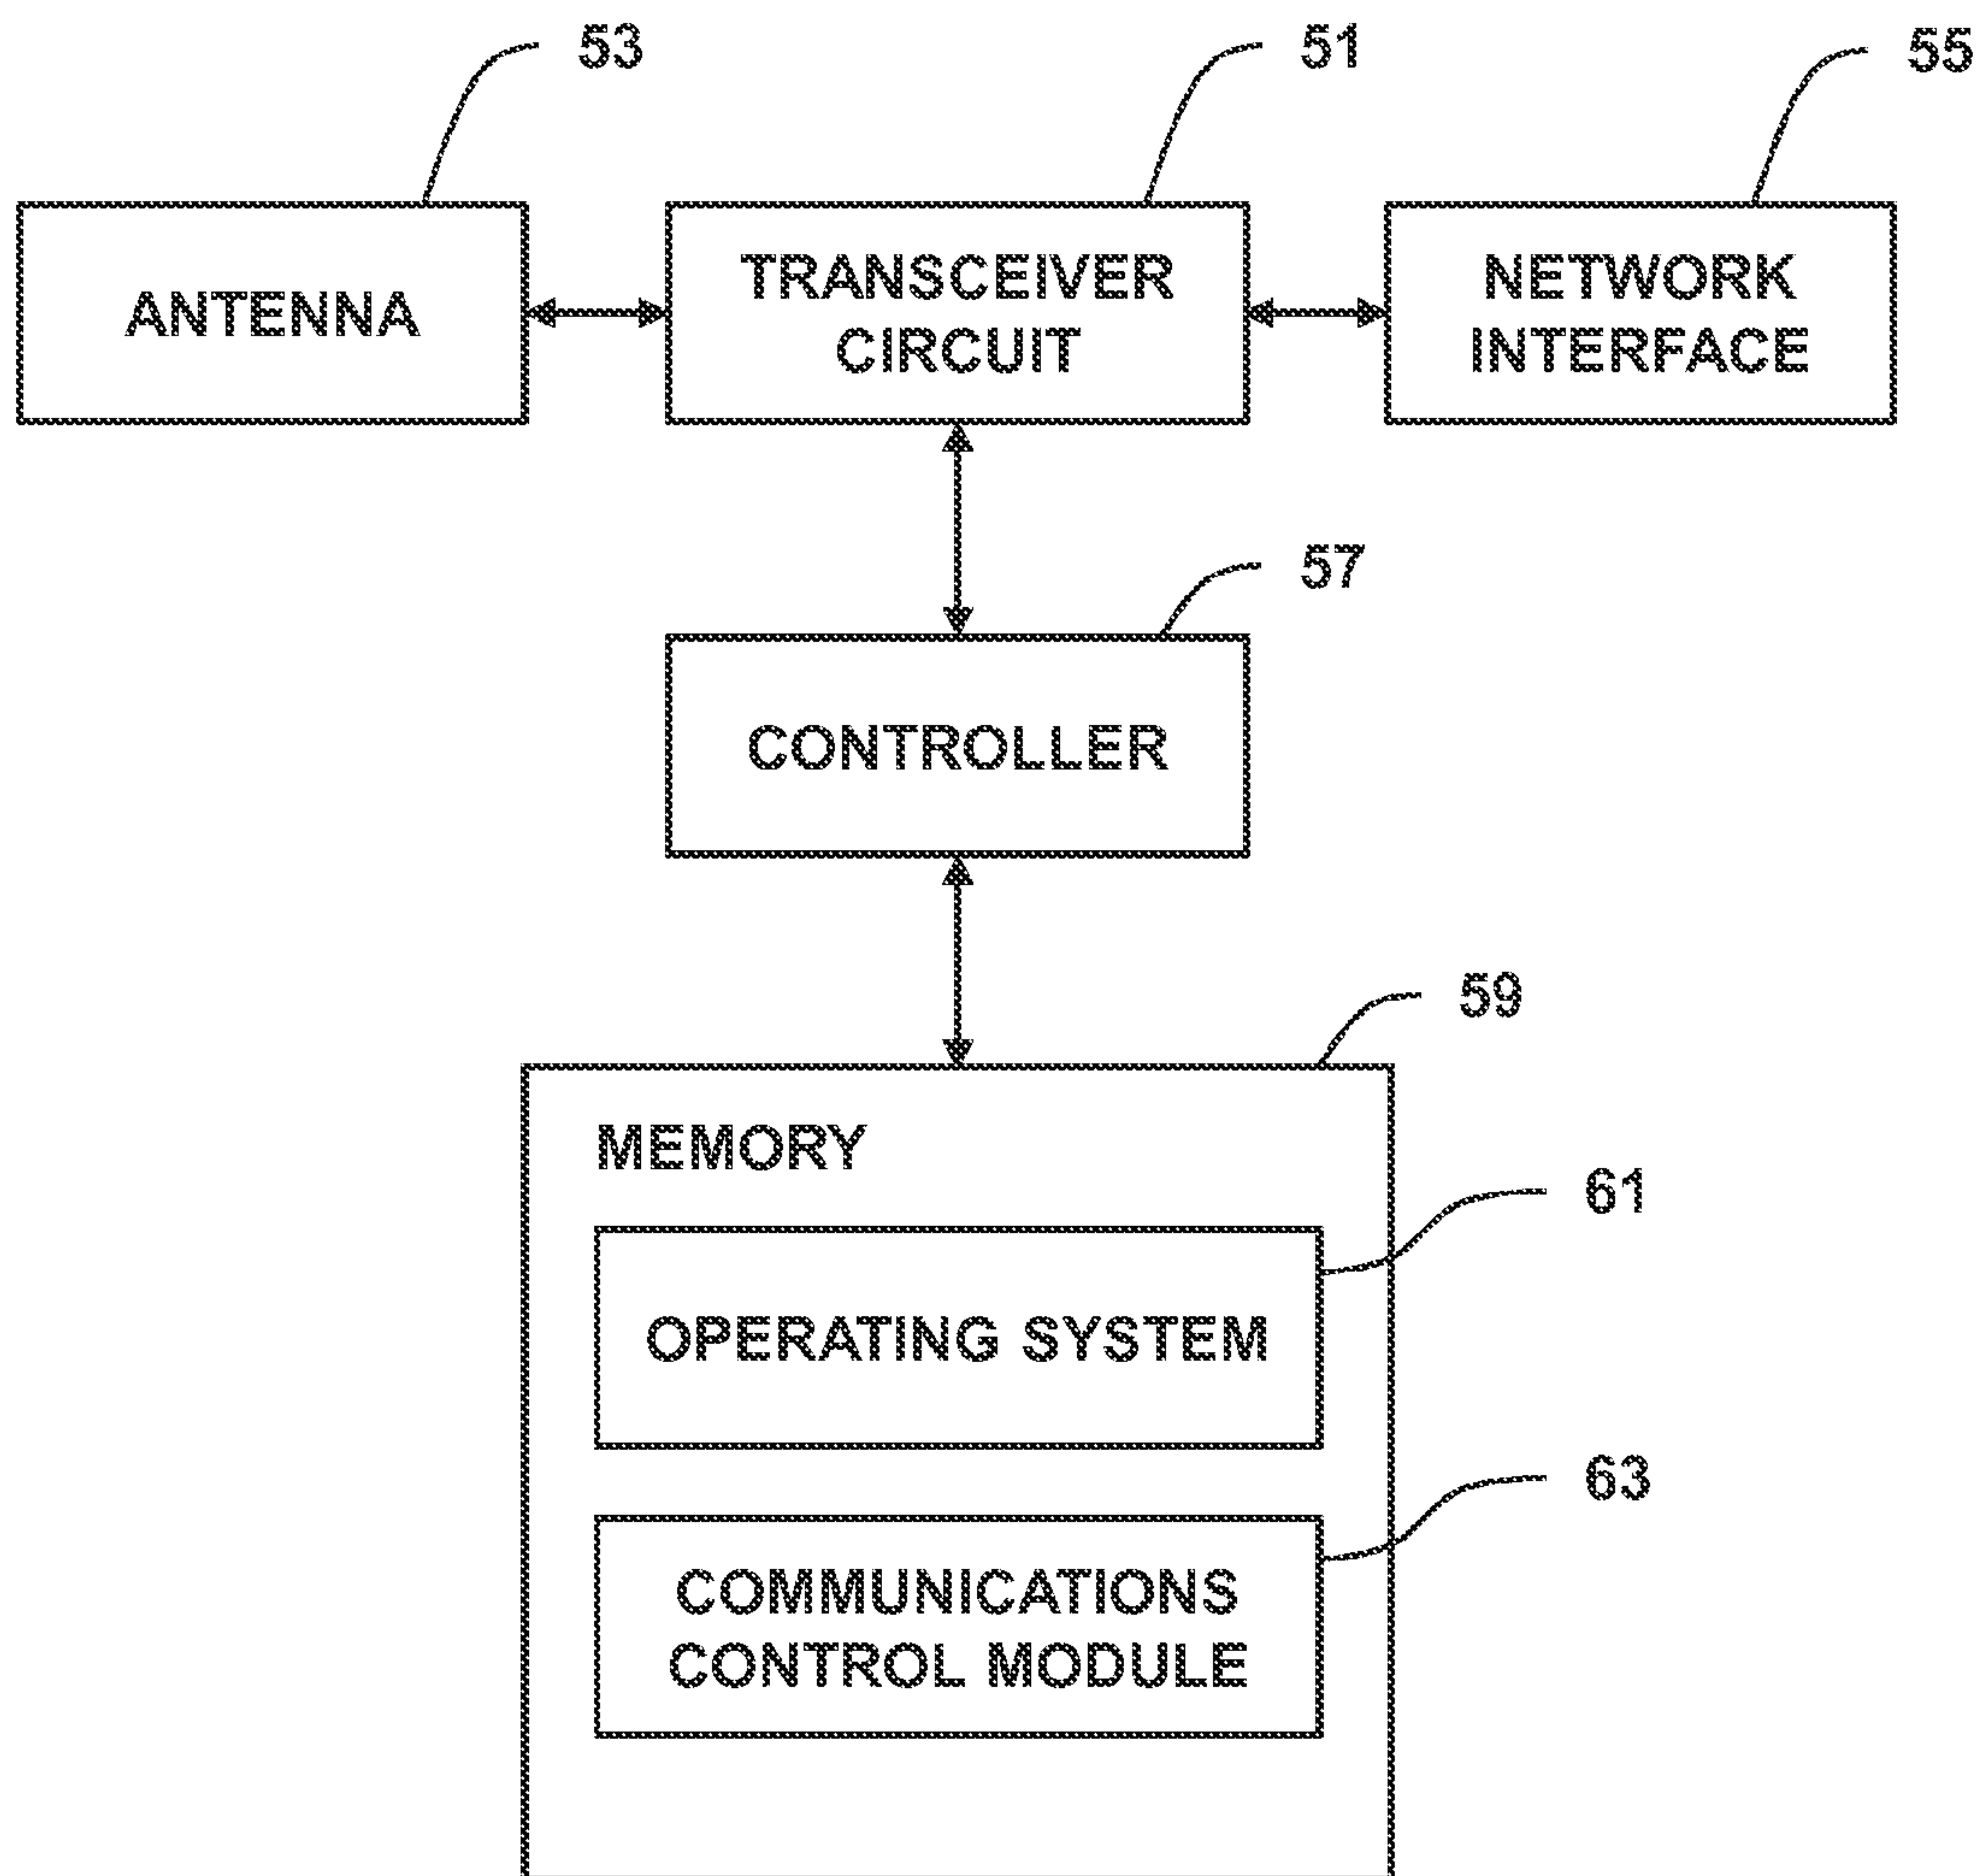 53
51
55
ANTENNA
TRANSCEIVER
CIRCUIT
NETWORK
INTERFACE
57
CONTROLLER
59
MEMORY
61
OPERATING SYSTEM
63
COMMUNICATIONS
CONTROL MODULE